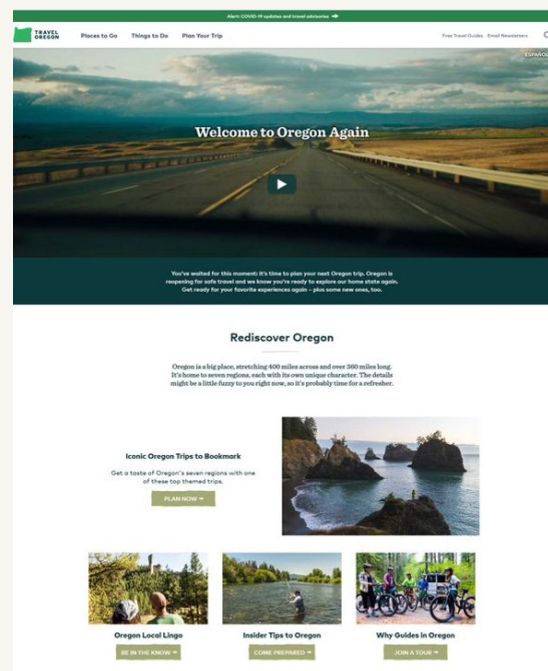 Alert: COVID-19 updates and travel advisories →
TRAVEL
OREGON
Places to Go
Things to Do
Plan Your Trip
Free Travel Guides
Email Newsletters
ESPAÑOL
Welcome to Oregon Again
You've waited for this moment: it's time to plan your next Oregon trip. Oregon is
reopening for safe travel and we know you're ready to explore our home state again.
Get ready for your favorite experiences again – plus some new ones, too.
Rediscover Oregon
Oregon is a big place, stretching 400 miles across and over 360 miles long.
It's home to seven regions, each with its own unique character. The details
might be a little fuzzy to you right now, so it's probably time for a refresher.
Iconic Oregon Trips to Bookmark
Get a taste of Oregon's seven regions with one
of these top themed trips.
PLAN NOW →
Oregon Local Lingo
BE IN THE KNOW →
Insider Tips to Oregon
COME PREPARED →
Why Guides in Oregon
JOIN A TOUR →